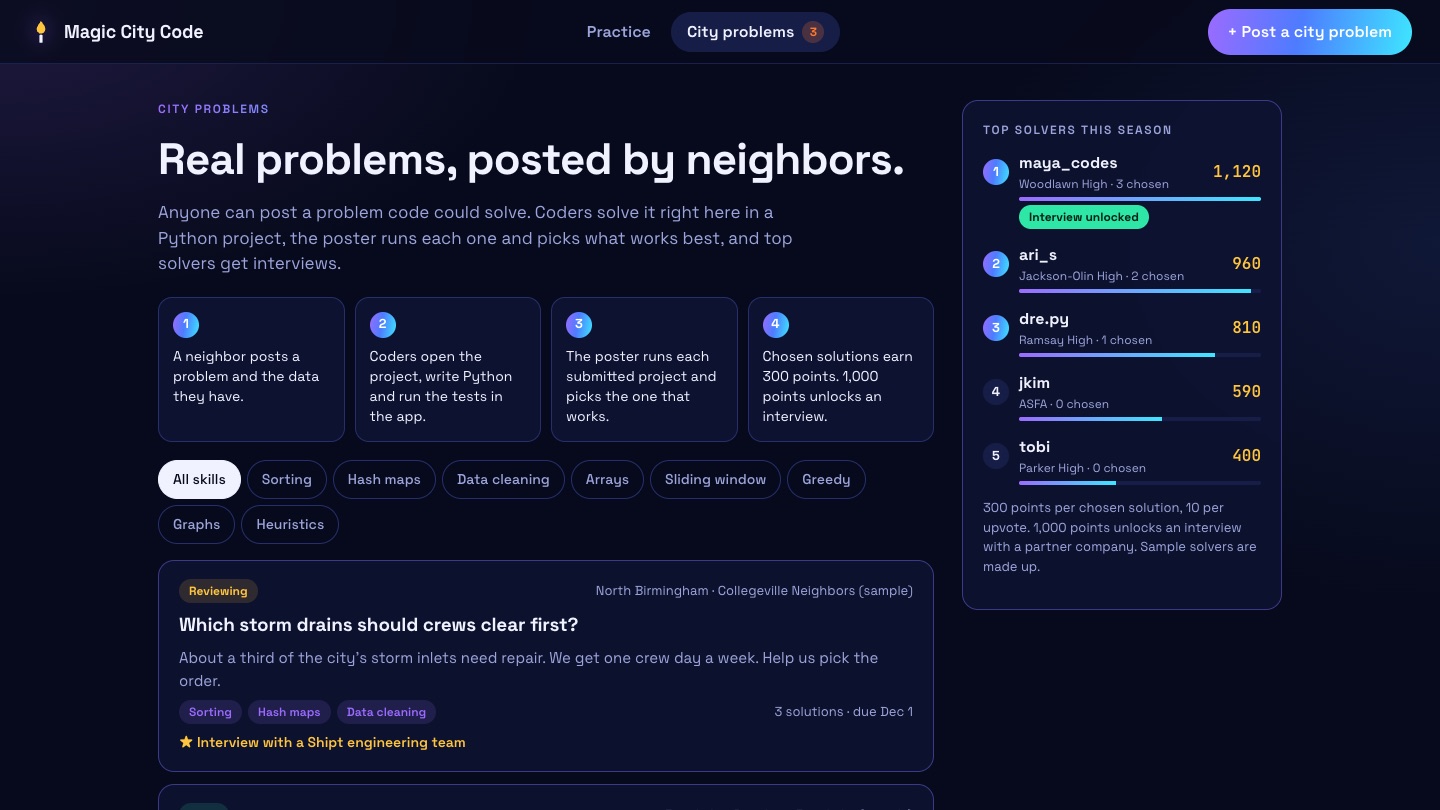 Magic City Code
Practice
City problems 3
+ Post a city problem
CITY PROBLEMS
Real problems, posted by neighbors.
Anyone can post a problem code could solve. Coders solve it right here in a
Python project, the poster runs each one and picks what works best, and top
solvers get interviews.
1
A neighbor posts a
problem and the data
they have.
2
Coders open the
project, write Python
and run the tests in
the app.
3
The poster runs each
submitted project and
picks the one that
works.
4
Chosen solutions earn
300 points. 1,000
points unlocks an
interview.
All skills
Sorting
Hash maps
Data cleaning
Arrays
Sliding window
Greedy
Graphs
Heuristics
Reviewing
North Birmingham · Collegeville Neighbors (sample)
Which storm drains should crews clear first?
About a third of the city's storm inlets need repair. We get one crew day a week. Help us pick the
order.
Sorting
Hash maps
Data cleaning
3 solutions · due Dec 1
★ Interview with a Shipt engineering team
TOP SOLVERS THIS SEASON
1
maya_codes
Woodlawn High · 3 chosen
1,120
Interview unlocked
2
ari_s
Jackson-Olin High · 2 chosen
960
3
dre.py
Ramsay High · 1 chosen
810
4
jkim
ASFA · 0 chosen
590
5
tobi
Parker High · 0 chosen
400
300 points per chosen solution, 10 per
upvote. 1,000 points unlocks an interview
with a partner company. Sample solvers are
made up.